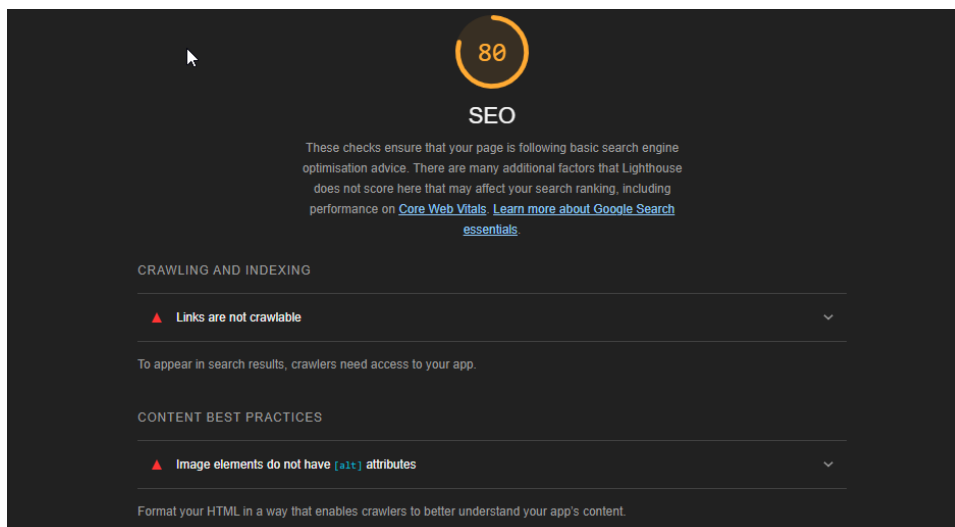 80
SEO
These checks ensure that your page is following basic search engine
optimisation advice. There are many additional factors that Lighthouse
does not score here that may affect your search ranking, including
performance on Core Web Vitals. Learn more about Google Search
essentials.
CRAWLING AND INDEXING
Links are not crawlable
To appear in search results, crawlers need access to your app.
CONTENT BEST PRACTICES
Image elements do not have [alt] attributes
Format your HTML in a way that enables crawlers to better understand your app's content.